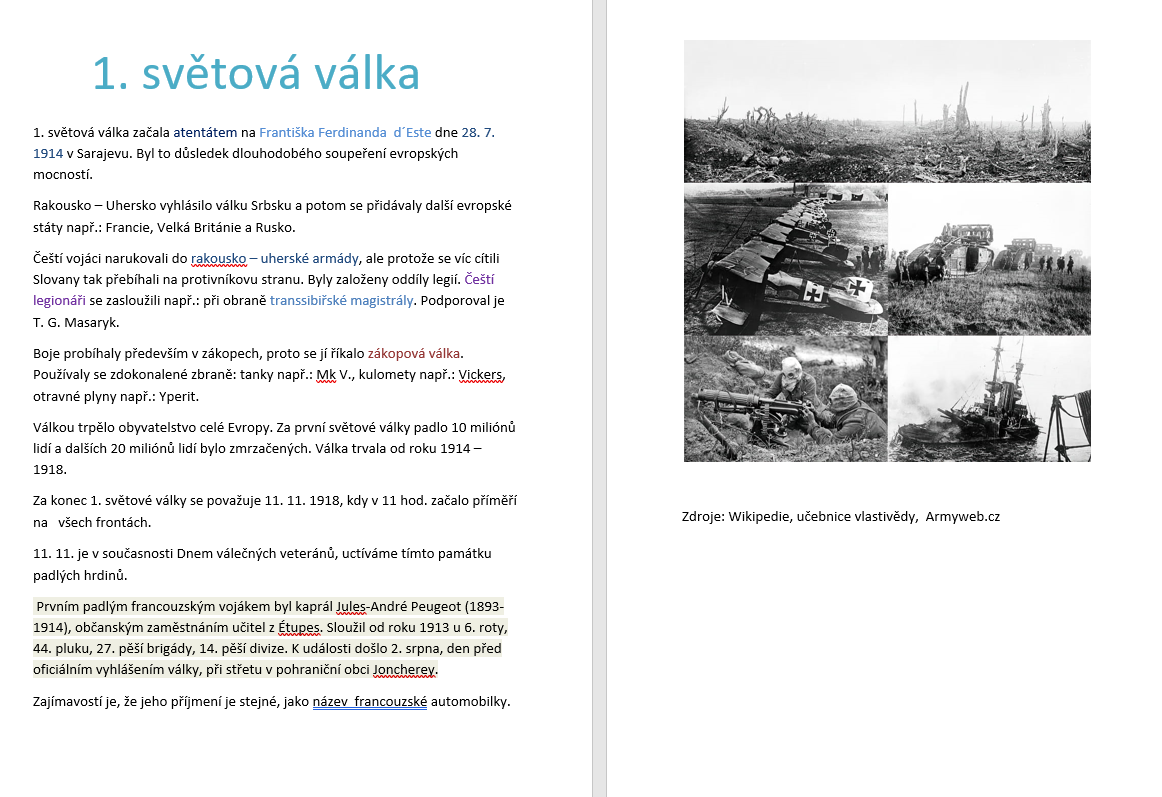 1. světová válka
1. světová válka začala atentátem na Františka Ferdinanda d´Este dne 28. 7.
1914 v Sarajevu. Byl to důsledek dlouhodobého soupeření evropských
mocností.
Rakousko – Uhersko vyhlásilo válku Srbsku a potom se přidávaly další evropské
státy např.: Francie, Velká Británie a Rusko.
Čeští vojáci narukovali do rakousko – uherské armády, ale protože se víc cítili
Slovany tak přebíhali na protivníkovu stranu. Byly založeny oddíly legií. Čeští
legionáři se zasloužili např.: při obraně transsibiřské magistrály. Podporoval je
T. G. Masaryk.
Boje probíhaly především v zákopech, proto se jí říkalo zákopová válka.
Používaly se zdokonalené zbraně: tanky např.: Mk V., kulomety např.: Vickers,
otravné plyny např.: Yperit.
Válkou trpělo obyvatelstvo celé Evropy. Za první světové války padlo 10 miliónů
lidí a dalších 20 miliónů lidí bylo zmrzačených. Válka trvala od roku 1914 –
1918.
Za konec 1. světové války se považuje 11. 11. 1918, kdy v 11 hod. začalo příměří
na všech frontách.
11. 11. je v současnosti Dnem válečných veteránů, uctíváme tímto památku
padlých hrdinů.
Prvním padlým francouzským vojákem byl kaprál Jules-André Peugeot (1893-
1914), občanským zaměstnáním učitel z Étupes. Sloužil od roku 1913 u 6. roty,
44. pluku, 27. pěší brigády, 14. pěší divize. K události došlo 2. srpna, den před
oficiálním vyhlášením války, při střetu v pohraniční obci Joncherey.
Zajímavostí je, že jeho příjmení je stejné, jako název francouzské automobilky.
Zdroje: Wikipedie, učebnice vlastivědy, Armyweb.cz